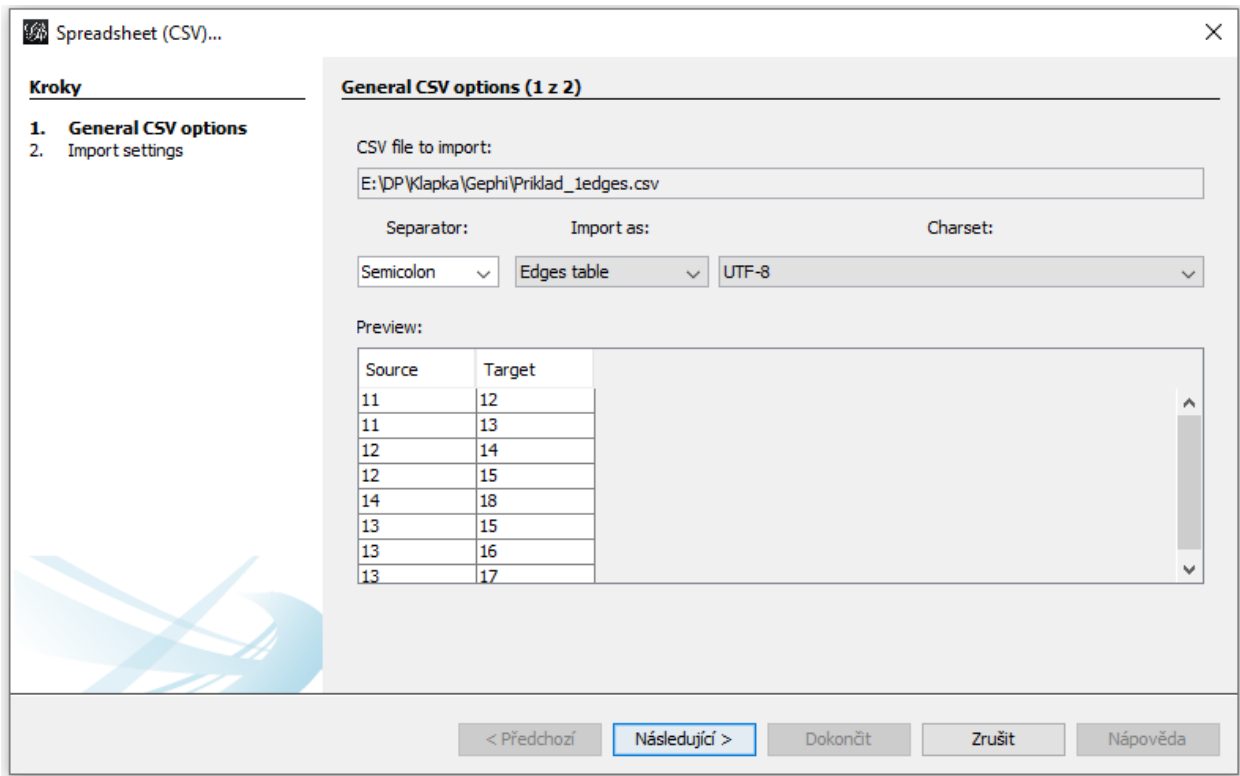 Spreadsheet (CSV)...
Kroky
1. General CSV options
2. Import settings
General CSV options (1 z 2)
CSV file to import:
E:\DP\Klapka\Gephi\Priklad_1edges.csv
Separator: Import as: Charset:
Semicolon Edges table UTF-8
Preview:
Source Target
11 12
11 13
12 14
12 15
14 18
13 15
13 16
13 17
< Předchozí Následující > Dokončit Zrušit Nápověda